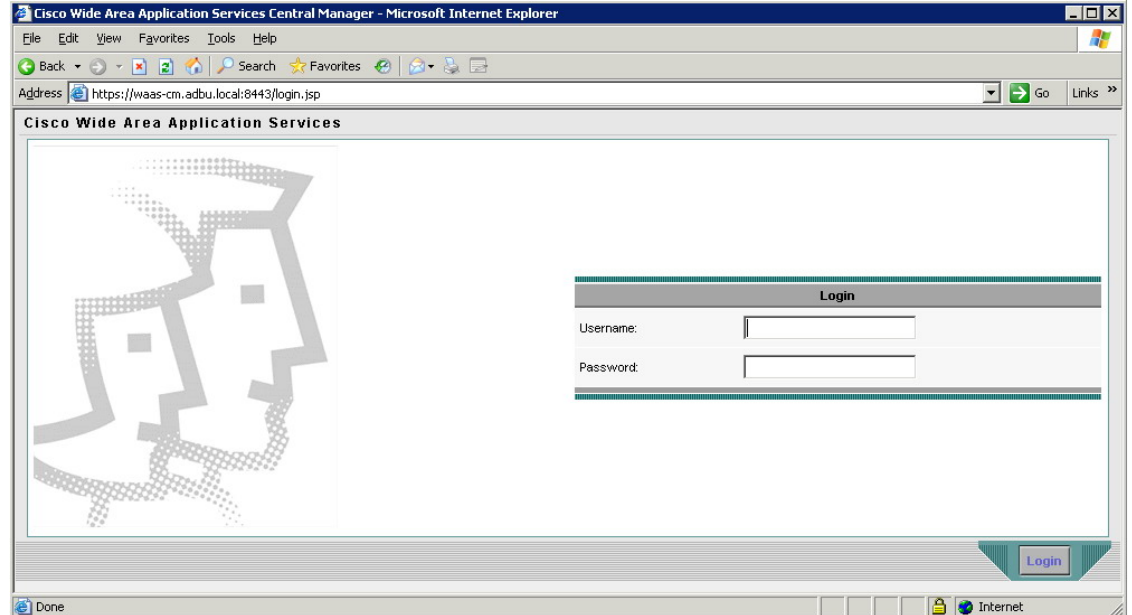 Cisco Wide Area Application Services Central Manager - Microsoft Internet Explorer
File Edit View Favorites Tools Help
Back Search Favorites
Address https://waas-cm.adbu.local:8443/login.jsp Go Links »
Cisco Wide Area Application Services
Login
Username:
Password:
Login
Done Internet